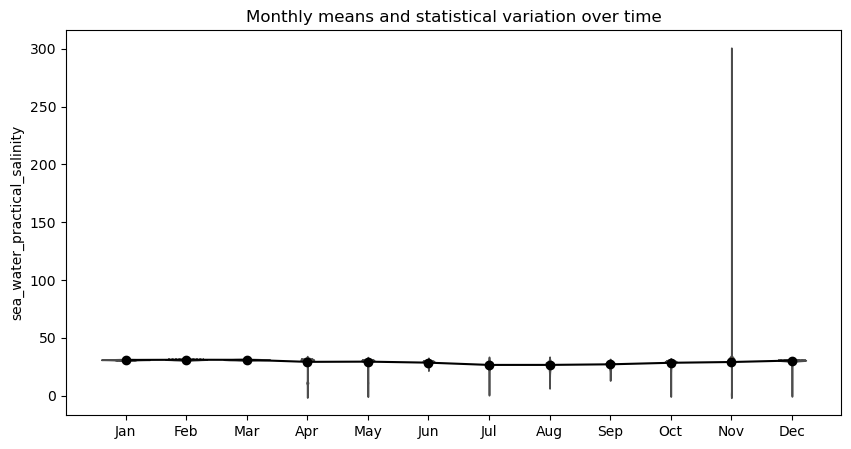 Monthly means and statistical variation over time
sea_water_practical_salinity
300
250
200
150
100
50
0
Jan Feb Mar Apr May Jun Jul Aug Sep Oct Nov Dec